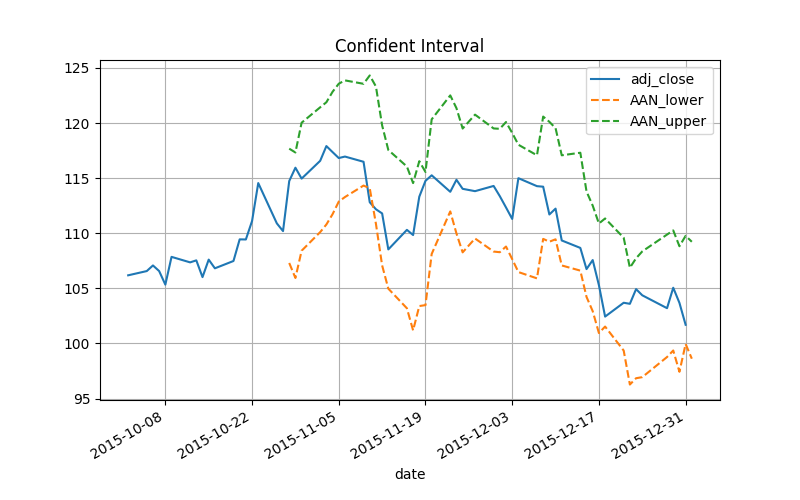 Confident Interval
125
120
115
110
105
100
95
adj_close
AAN_lower
AAN_upper
2015-10-08
2015-10-22
2015-11-05
2015-11-19
2015-12-03
2015-12-17
2015-12-31
date